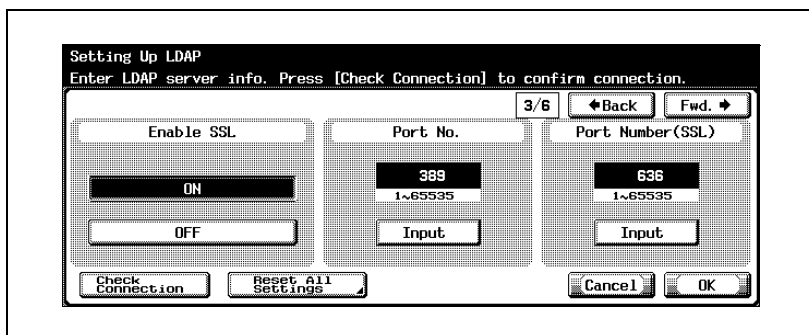 Setting Up LDAP
Enter LDAP server info. Press [Check Connection] to confirm connection.
3/6
←Back
Fwd. →
Enable SSL
ON
OFF
Port No.
389
1~65535
Input
Port Number(SSL)
636
1~65535
Input
Check
Connection
Reset All
Settings
Cancel
OK